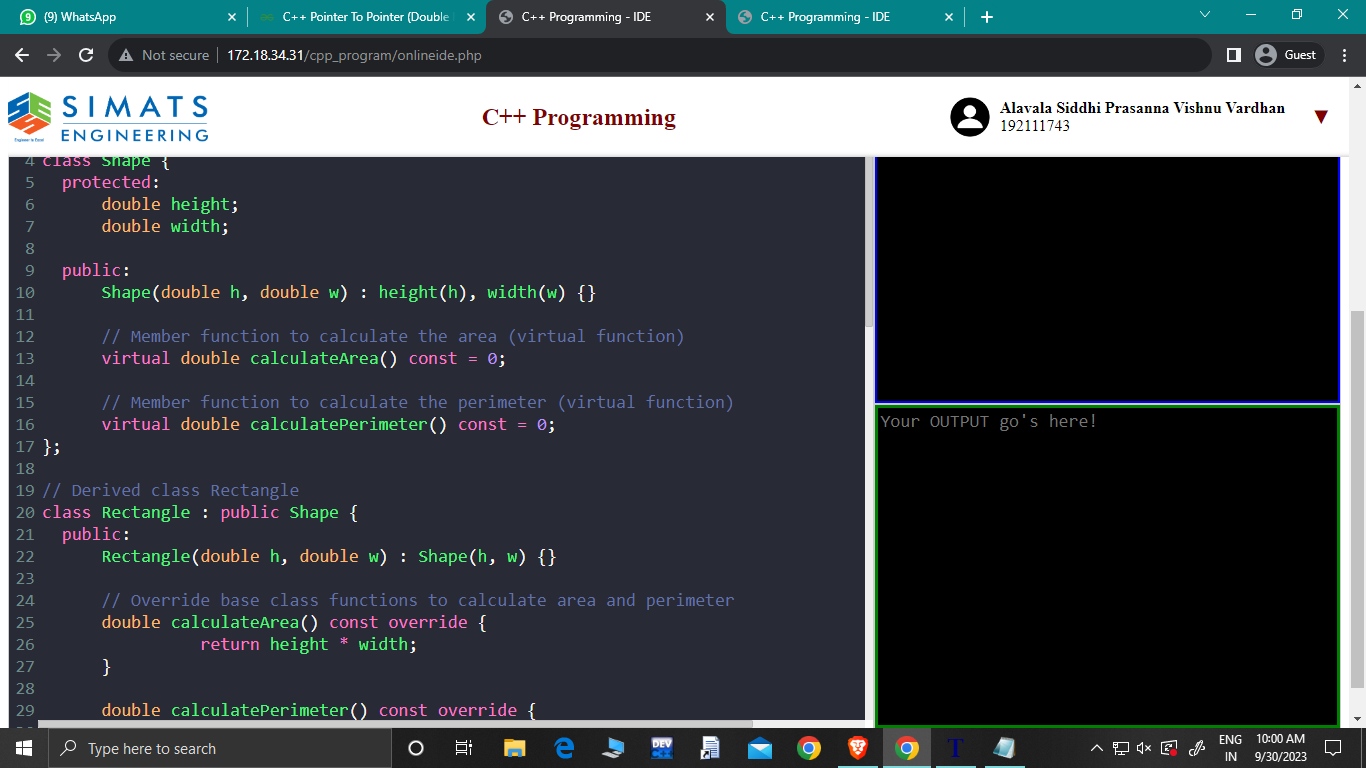 (9) WhatsApp
C++ Pointer To Pointer (Double
C++ Programming - IDE
C++ Programming - IDE
Not secure
172.18.34.31/cpp_program/onlineide.php
Guest
SIMATS
ENGINEERING
Engineer to Excel
C++ Programming
Alavala Siddhi Prasanna Vishnu Vardhan
192111743
4 class Shape {
5 protected:
6 double height;
7 double width;
8
9 public:
10 Shape(double h, double w) : height(h), width(w) {}
11
12 // Member function to calculate the area (virtual function)
13 virtual double calculateArea() const = 0;
14
15 // Member function to calculate the perimeter (virtual function)
16 virtual double calculatePerimeter() const = 0;
17 };
18
19 // Derived class Rectangle
20 class Rectangle : public Shape {
21 public:
22 Rectangle(double h, double w) : Shape(h, w) {}
23
24 // Override base class functions to calculate area and perimeter
25 double calculateArea() const override {
26 return height * width;
27 }
28
29 double calculatePerimeter() const override {
Your OUTPUT go's here!
Type here to search
DEV
T
ENG
IN
10:00 AM
9/30/2023